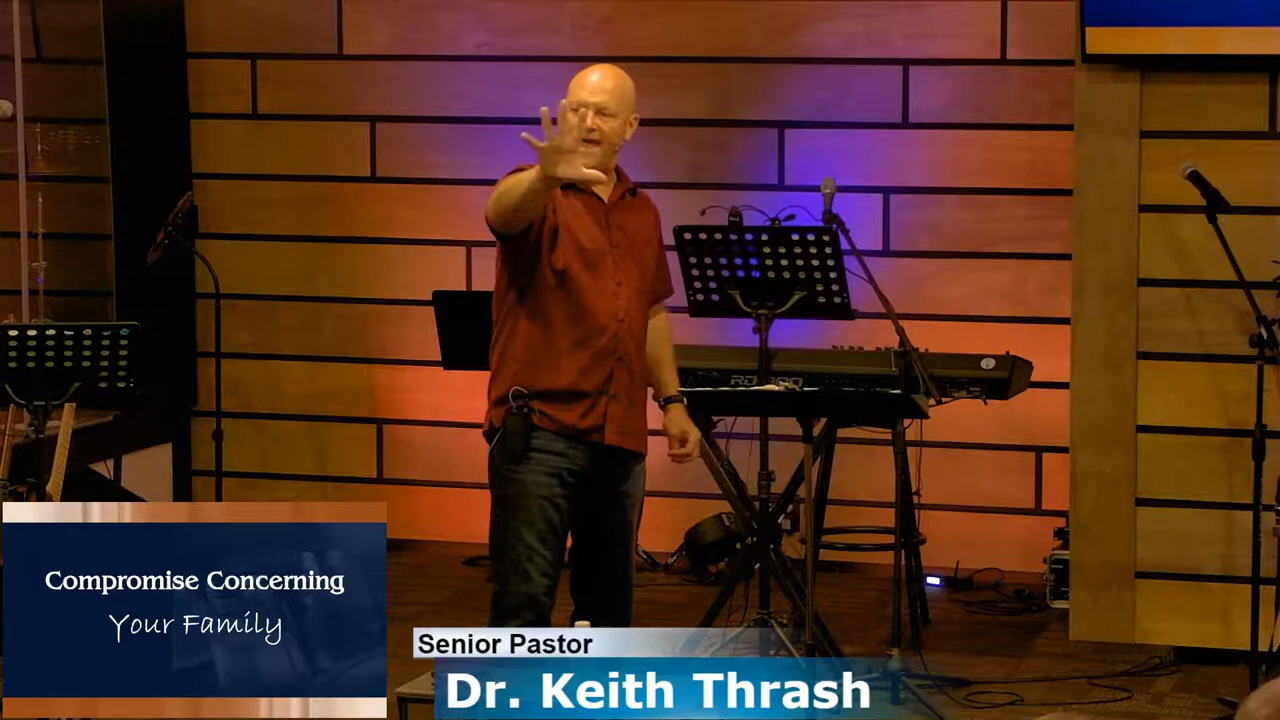 Compromise Concerning
Your Family
Senior Pastor
Dr. Keith Thrash